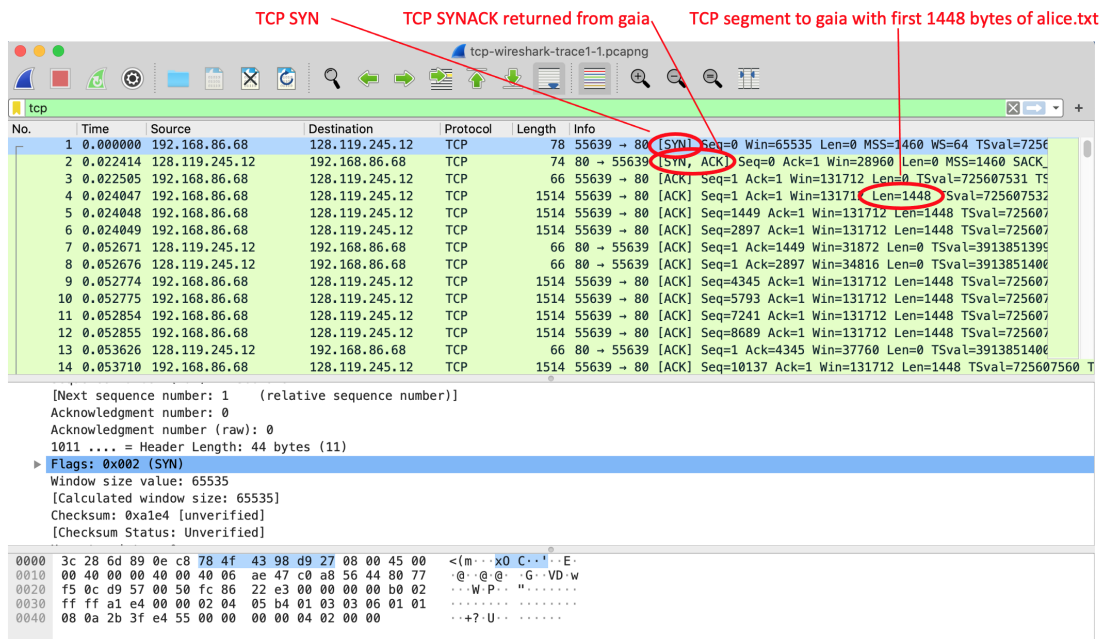 TCP SYN TCP SYNACK returned from gaia TCP segment to gaia with first 1448 bytes of alice.txt
tcp-wireshark-trace1-1.pcapng
tcp
No. Time Source Destination Protocol Length Info
1 0.000000 192.168.86.68 128.119.245.12 TCP 78 55639 → 80 [SYN] Seq=0 Win=65535 Len=0 MSS=1460 WS=64 TSval=7256
2 0.022414 128.119.245.12 192.168.86.68 TCP 74 80 → 55639 [SYN, ACK] Seq=0 Ack=1 Win=28960 Len=0 MSS=1460 SACK_
3 0.022505 192.168.86.68 128.119.245.12 TCP 66 55639 → 80 [ACK] Seq=1 Ack=1 Win=131712 Len=0 TSval=725607531 TS
4 0.024047 192.168.86.68 128.119.245.12 TCP 1514 55639 → 80 [ACK] Seq=1 Ack=1 Win=131712 Len=1448 TSval=725607532
5 0.024048 192.168.86.68 128.119.245.12 TCP 1514 55639 → 80 [ACK] Seq=1449 Ack=1 Win=131712 Len=1448 TSval=725607
6 0.024049 192.168.86.68 128.119.245.12 TCP 1514 55639 → 80 [ACK] Seq=2897 Ack=1 Win=131712 Len=1448 TSval=725607
7 0.052671 128.119.245.12 192.168.86.68 TCP 66 80 → 55639 [ACK] Seq=1 Ack=1449 Win=31872 Len=0 TSval=3913851399
8 0.052676 128.119.245.12 192.168.86.68 TCP 66 80 → 55639 [ACK] Seq=1 Ack=2897 Win=34816 Len=0 TSval=3913851400
9 0.052774 192.168.86.68 128.119.245.12 TCP 1514 55639 → 80 [ACK] Seq=4345 Ack=1 Win=131712 Len=1448 TSval=725607
10 0.052775 192.168.86.68 128.119.245.12 TCP 1514 55639 → 80 [ACK] Seq=5793 Ack=1 Win=131712 Len=1448 TSval=725607
11 0.052854 192.168.86.68 128.119.245.12 TCP 1514 55639 → 80 [ACK] Seq=7241 Ack=1 Win=131712 Len=1448 TSval=725607
12 0.052855 192.168.86.68 128.119.245.12 TCP 1514 55639 → 80 [ACK] Seq=8689 Ack=1 Win=131712 Len=1448 TSval=725607
13 0.053626 128.119.245.12 192.168.86.68 TCP 66 80 → 55639 [ACK] Seq=1 Ack=4345 Win=37760 Len=0 TSval=3913851400
14 0.053710 192.168.86.68 128.119.245.12 TCP 1514 55639 → 80 [ACK] Seq=10137 Ack=1 Win=131712 Len=1448 TSval=725607560 T
[Next sequence number: 1 (relative sequence number)]
Acknowledgment number: 0
Acknowledgment number (raw): 0
1011 .... = Header Length: 44 bytes (11)
Flags: 0x002 (SYN)
Window size value: 65535
[Calculated window size: 65535]
Checksum: 0xa1e4 [unverified]
[Checksum Status: Unverified]
0000 3c 28 6d 89 0e c8 78 4f 43 98 d9 27 08 00 45 00 <(m···xO C··'··E·
0010 00 40 00 00 40 00 40 06 ae 47 c0 a8 56 44 80 77 ·@··@·@· ·G··VD·w
0020 f5 0c d9 57 00 50 fc 86 22 e3 00 00 00 00 b0 02 ···W·P·· "·······
0030 ff ff a1 e4 00 00 02 04 05 b4 01 03 03 06 01 01 ········ ········
0040 08 0a 2b 3f e4 55 00 00 00 00 04 02 00 00 ··+?·U·· ······